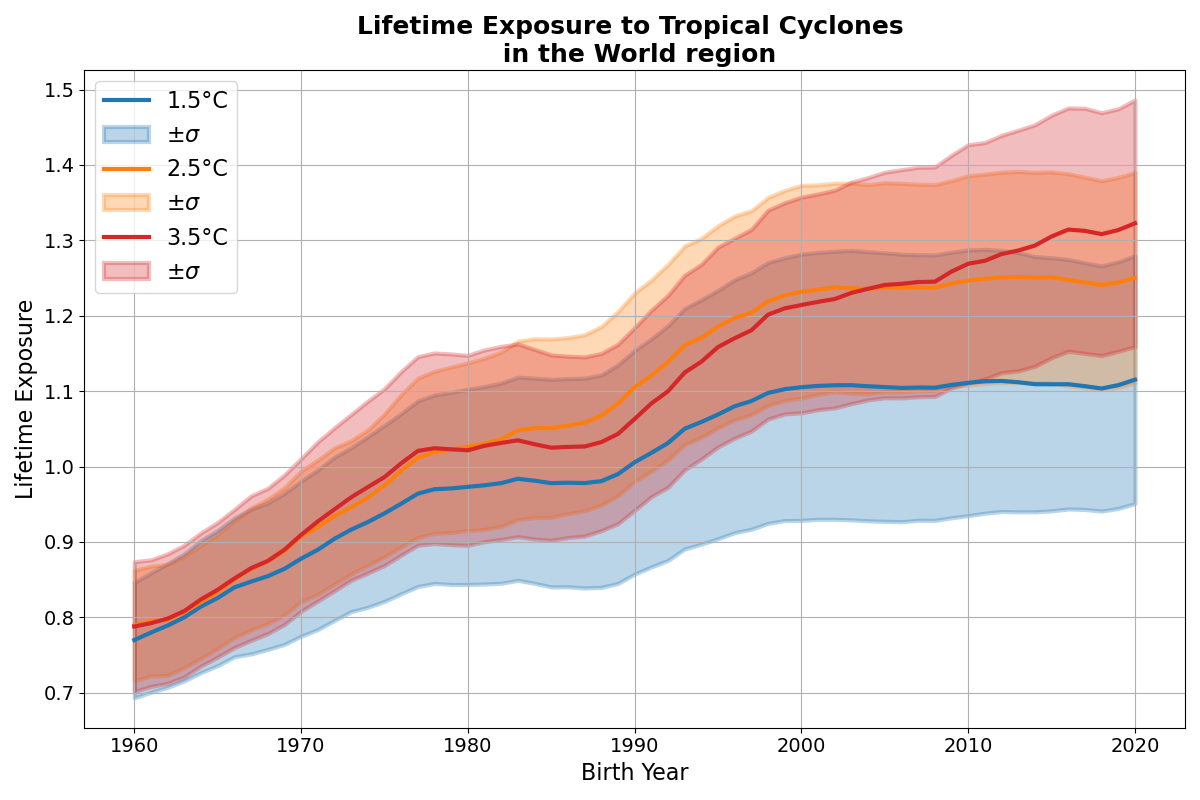 Lifetime Exposure to Tropical Cyclones
in the World region
1.5°C
±σ
2.5°C
±σ
3.5°C
±σ
Lifetime Exposure
1.5
1.4
1.3
1.2
1.1
1.0
0.9
0.8
0.7
1960 1970 1980 1990 2000 2010 2020
Birth Year